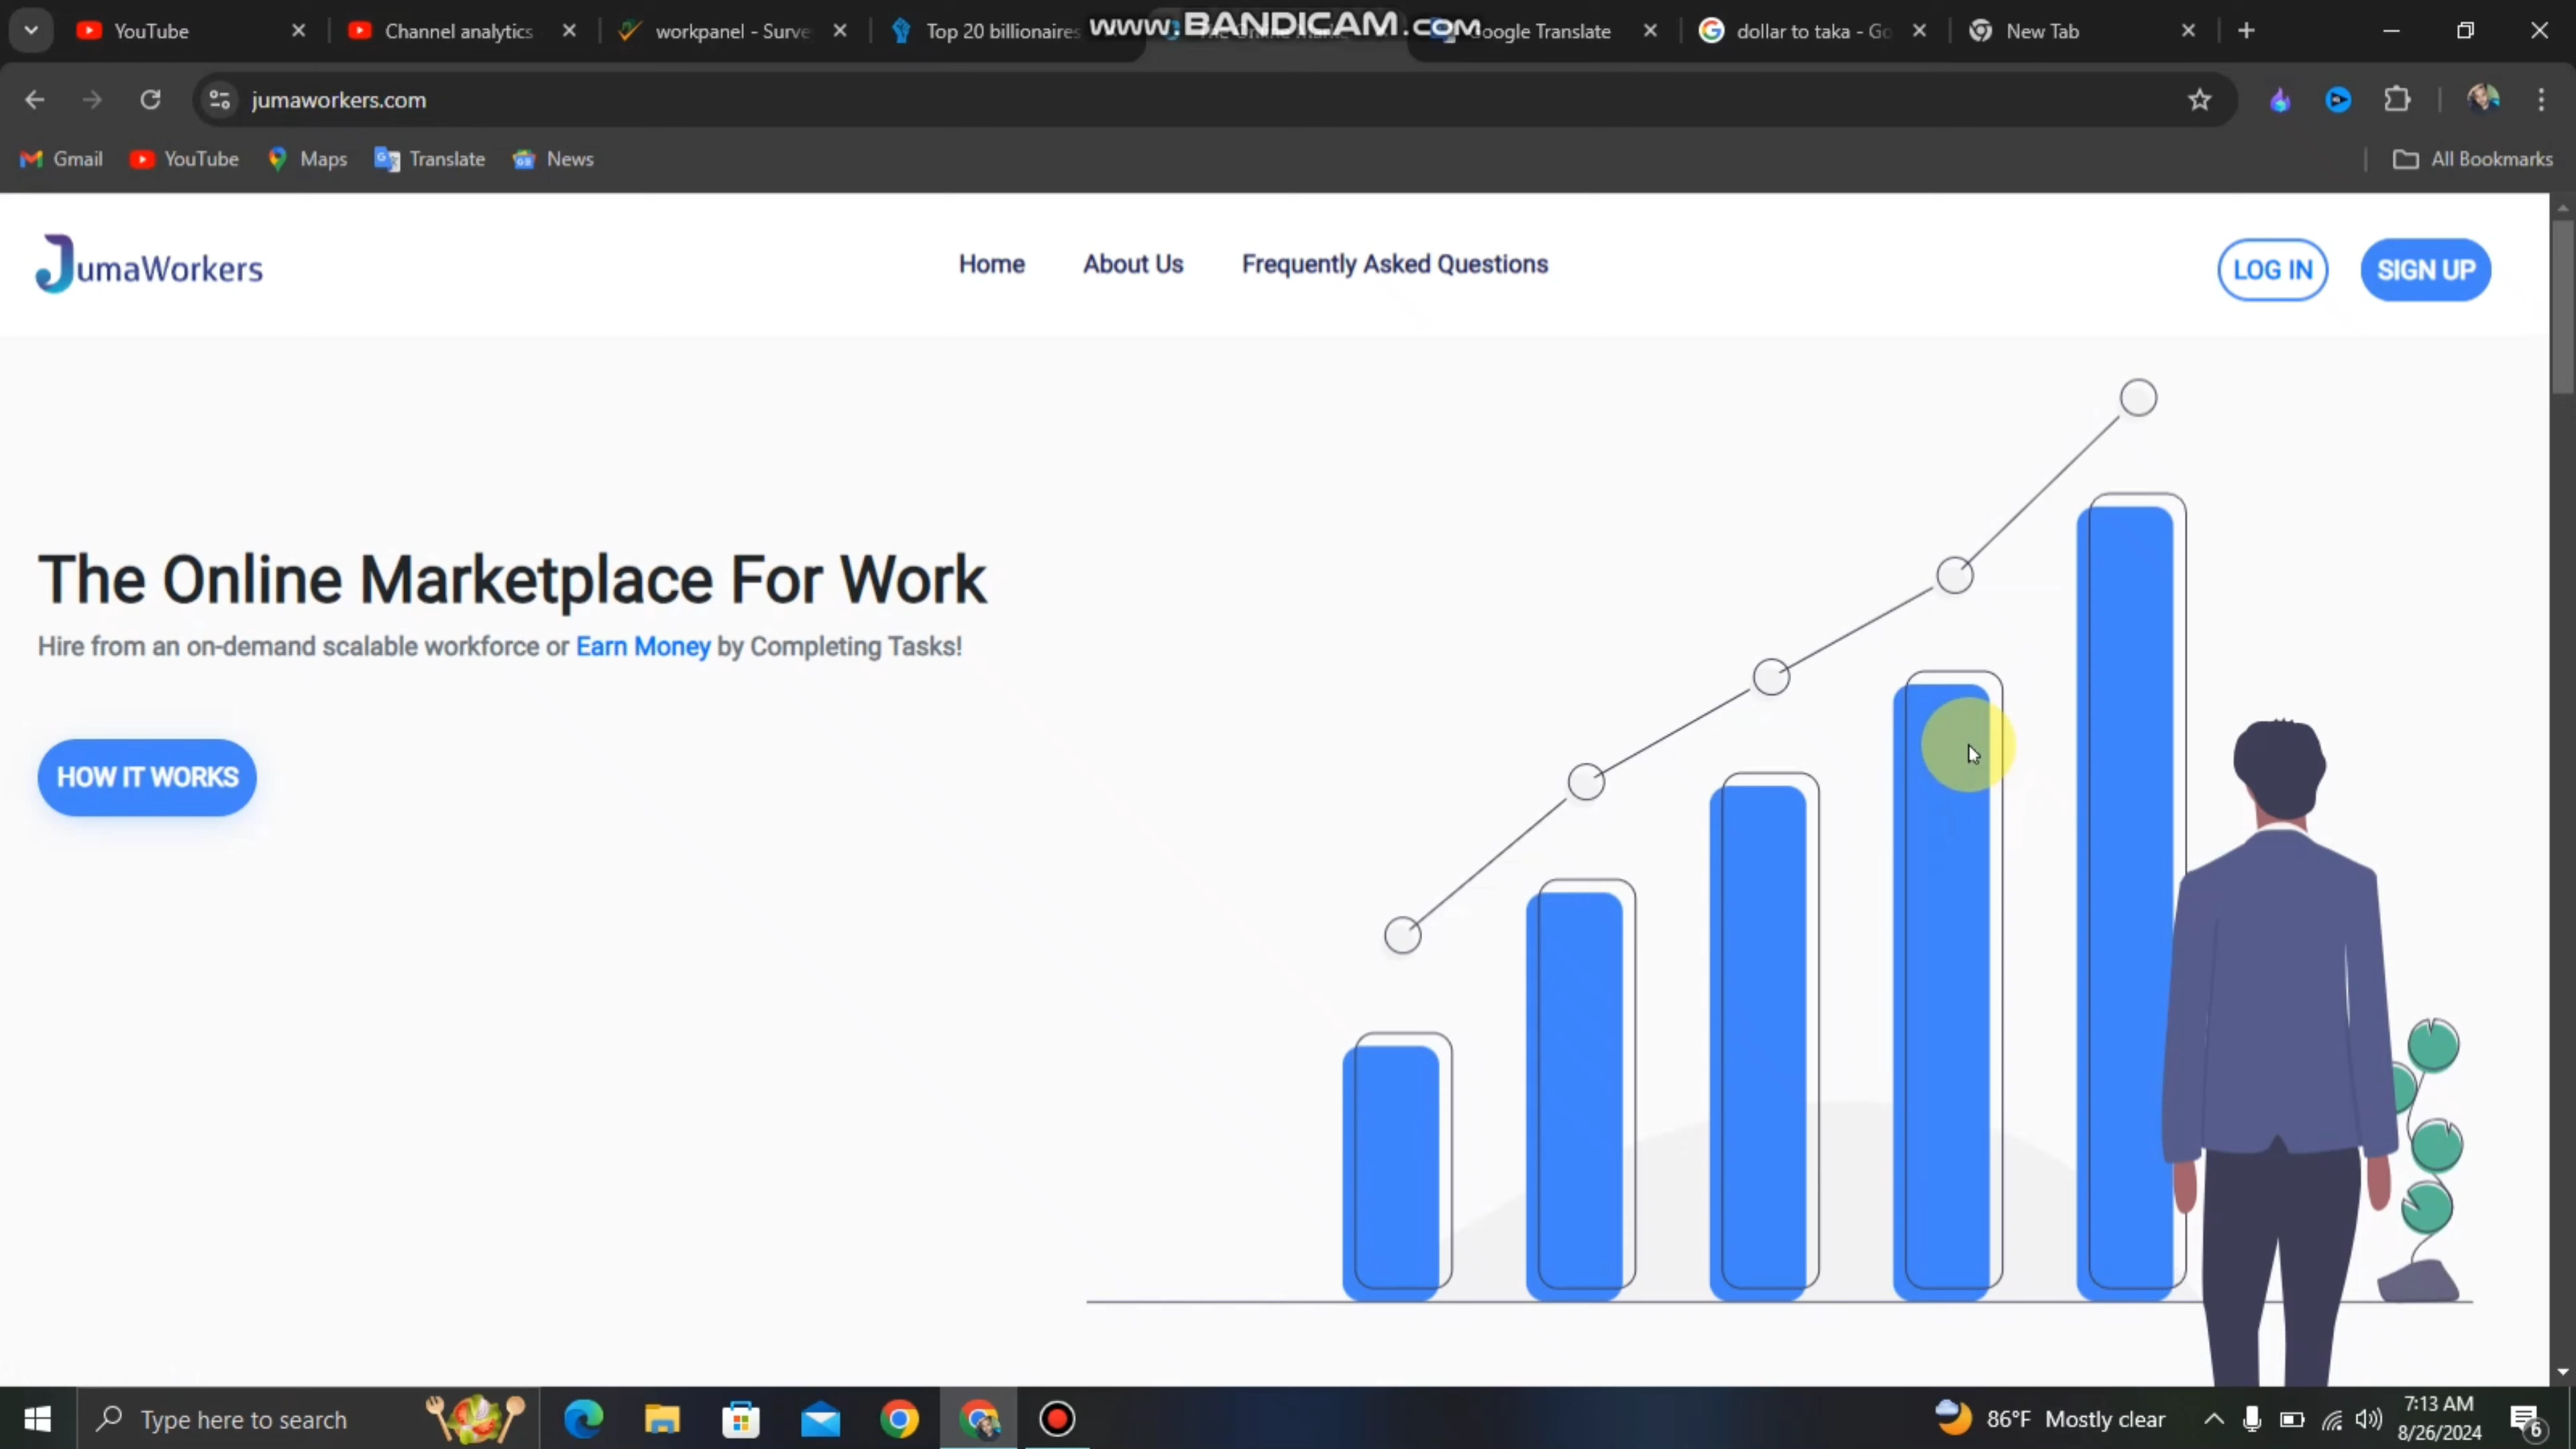 YouTube
Channel analytics
workpanel - Surve
Top 20 billionaires
www.BANDICAM.com
Google Translate
dollar to taka - Go
New Tab
jumaworkers.com
Gmail
YouTube
Maps
Translate
News
All Bookmarks
JumaWorkers
Home
About Us
Frequently Asked Questions
LOG IN
SIGN UP
The Online Marketplace For Work
Hire from an on-demand scalable workforce or Earn Money by Completing Tasks!
HOW IT WORKS
Type here to search
86°F Mostly clear
7:13 AM
8/26/2024
6